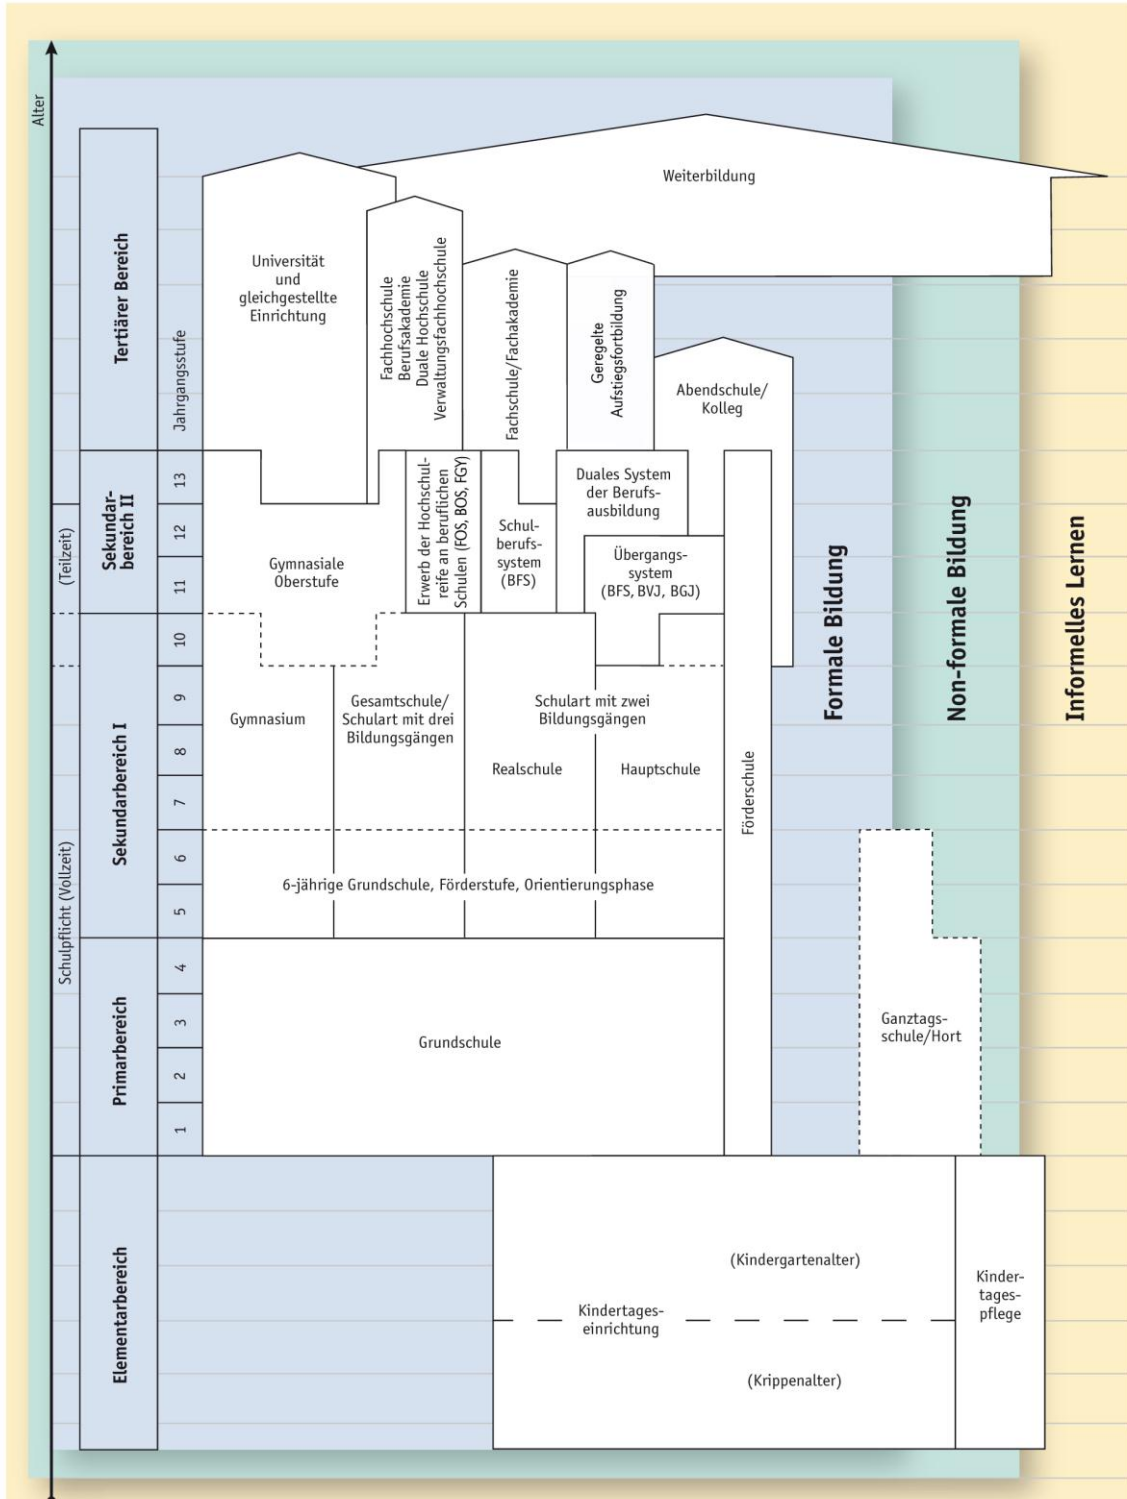 Alter
Weiterbildung
Tertiärer Bereich
Jahrgangsstufe
Universität
und
gleichgestellte
Einrichtung
Fachhochschule
Berufsakademie
Duale Hochschule
Verwaltungsfachhochschule
Fachschule/Fachakademie
Geregelte
Aufstiegsfortbildung
Abendschule/
Kolleg
(Teilzeit)
Sekundar-
bereich II
13
12
11
Gymnasiale
Oberstufe
Erwerb der Hochschul-
reife an beruflichen
Schulen (FOS, BOS, FGY)
Schul-
berufs-
system
(BFS)
Duales System
der Berufs-
ausbildung
Übergangs-
system
(BFS, BVJ, BGJ)
Formale Bildung
Non-formale Bildung
Informelles Lernen
Schulpflicht (Vollzeit)
Sekundarbereich I
10
9
8
7
6
5
Gymnasium
Gesamtschule/
Schulart mit drei
Bildungsgängen
Schulart mit zwei
Bildungsgängen
Realschule
Hauptschule
Förderschule
6-jährige Grundschule, Förderstufe, Orientierungsphase
Primarbereich
4
3
2
1
Grundschule
Ganztags-
schule/Hort
Elementarbereich
Kindertages-
einrichtung
(Kindergartenalter)
(Krippenalter)
Kinder-
tages-
pflege